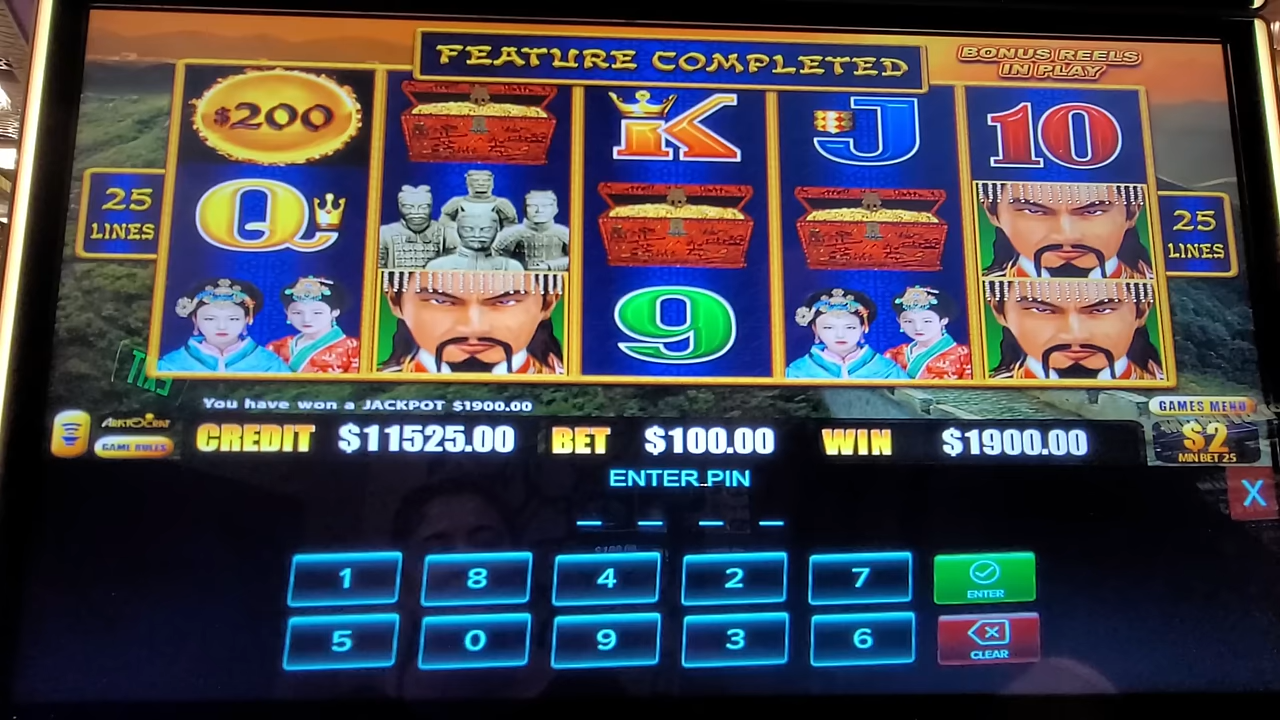 FEATURE COMPLETED
BONUS REELS
IN PLAY
$200
K
J
10
25
LINES
Q
25
LINES
9
EXIT
You have won a JACKPOT $1900.00
ARISTOCRAT
GAME RULES
CREDIT $11525.00 BET $100.00 WIN $1900.00
GAMES MENU
$2
MIN BET 25
ENTER PIN
X
1 8 4 2 7 ENTER
5 0 9 3 6 CLEAR